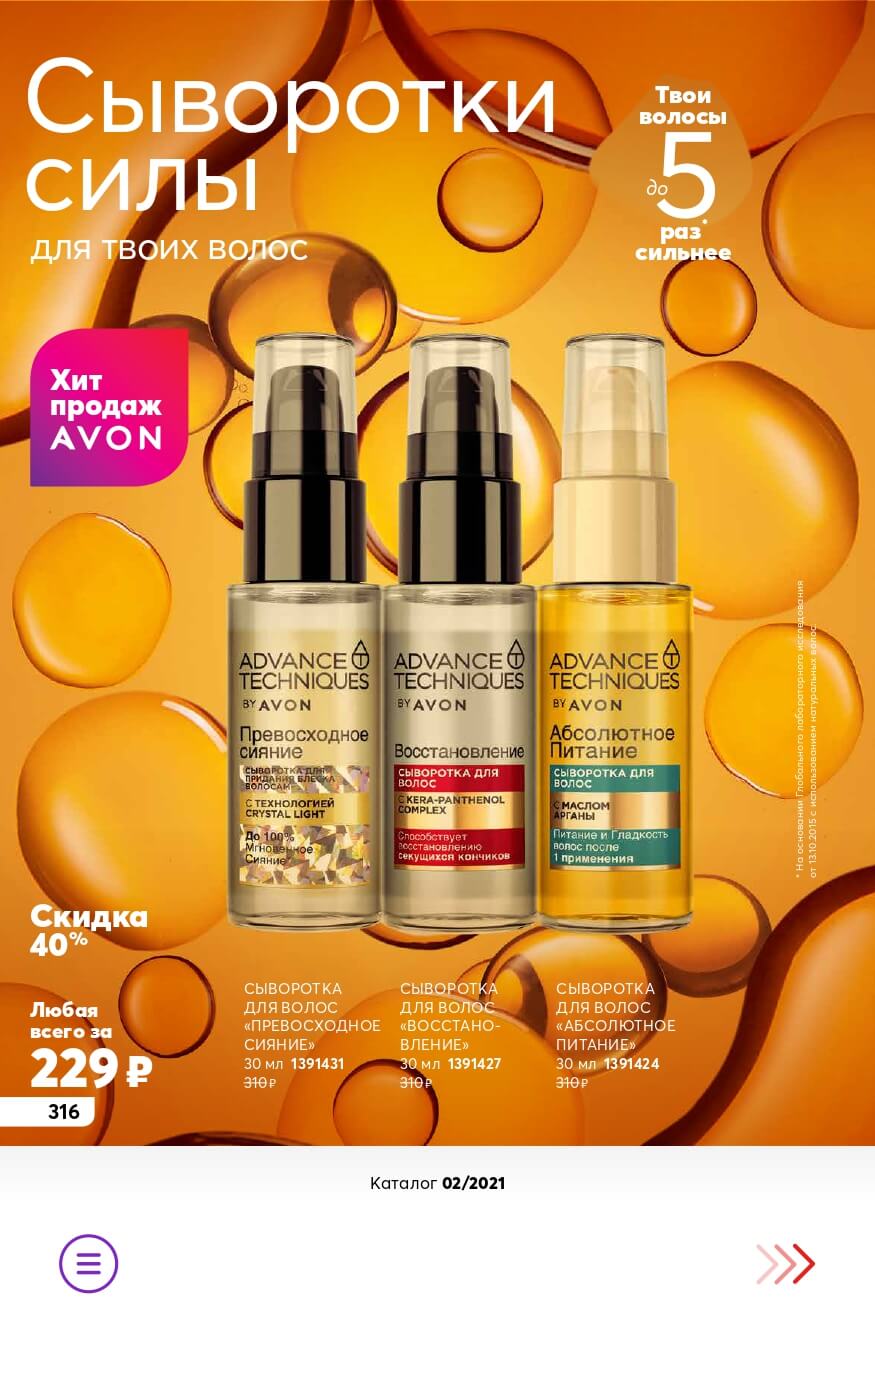 Сыворотки
силы
для твоих волос
Твои
волосы
до 5
раз*
сильнее
Хит
продаж
AVON
ADVANCE
TECHNIQUES
BY AVON
Превосходное
сияние
СЫВОРОТКА ДЛЯ
ПРИДАНИЯ БЛЕСКА
ВОЛОСАМ
С ТЕХНОЛОГИЕЙ
CRYSTAL LIGHT
До 100%
Мгновенное
Сияние*
ADVANCE
TECHNIQUES
BY AVON
Восстановление
СЫВОРОТКА ДЛЯ
ВОЛОС
С KERA-PANTHENOL
COMPLEX
Способствует
восстановлению
секущихся кончиков
ADVANCE
TECHNIQUES
BY AVON
Абсолютное
Питание
СЫВОРОТКА ДЛЯ
ВОЛОС
С МАСЛОМ
АРГАНЫ
Питание и Гладкость
волос после
1 применения
* На основании Глобального лабораторного исследования
от 13.10.2015 с использованием натуральных волос.
Скидка
40%
Любая
всего за
229 ₽
316
СЫВОРОТКА
ДЛЯ ВОЛОС
«ПРЕВОСХОДНОЕ
СИЯНИЕ»
30 мл 1391431
310 ₽
СЫВОРОТКА
ДЛЯ ВОЛОС
«ВОССТАНО-
ВЛЕНИЕ»
30 мл 1391427
310 ₽
СЫВОРОТКА
ДЛЯ ВОЛОС
«АБСОЛЮТНОЕ
ПИТАНИЕ»
30 мл 1391424
310 ₽
Каталог 02/2021